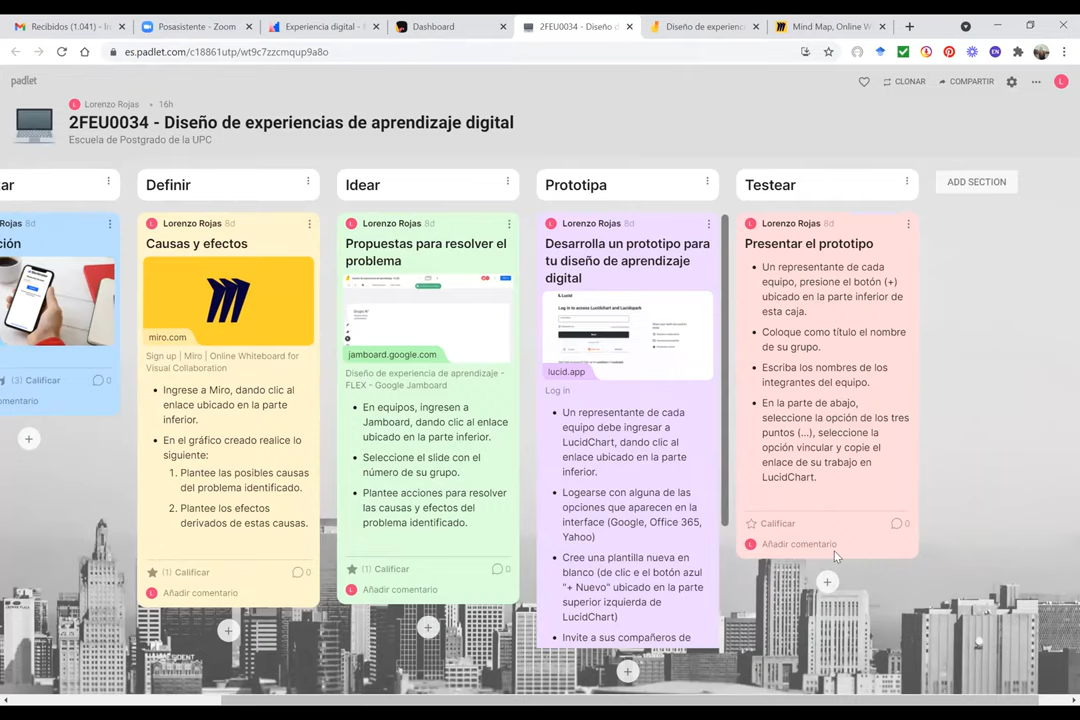 Recibidos (1.041) - l
Posasistente - Zoom
Experiencia digital -
Dashboard
2FEU0034 - Diseño d
Diseño de experienc
Mind Map, Online W
es.padlet.com/c18861utp/wt9c7zzcmqup9a8o
padlet
CLONAR
COMPARTIR
Lorenzo Rojas • 16h
2FEU0034 - Diseño de experiencias de aprendizaje digital
Escuela de Postgrado de la UPC
ar
Definir
Idear
Prototipa
Testear
ADD SECTION
Rojas 8d
ción
(3) Calificar
0
omentario
Lorenzo Rojas 8d
Causas y efectos
miro.com
Sign up | Miro | Online Whiteboard for
Visual Collaboration
• Ingrese a Miro, dando clic al
enlace ubicado en la parte
inferior.
• En el gráfico creado realice lo
siguiente:
1. Plantee las posibles causas
del problema identificado.
2. Plantee los efectos
derivados de estas causas.
(1) Calificar
0
Añadir comentario
Lorenzo Rojas 8d
Propuestas para resolver el
problema
jamboard.google.com
Diseño de experiencia de aprendizaje -
FLEX - Google Jamboard
• En equipos, ingresen a
Jamboard, dando clic al enlace
ubicado en la parte inferior.
• Seleccione el slide con el
número de su grupo.
• Plantee acciones para resolver
las causas y efectos del
problema identificado.
(1) Calificar
0
Añadir comentario
Lorenzo Rojas 8d
Desarrolla un prototipo para
tu diseño de aprendizaje
digital
Log in to access Lucidchart and Lucidspark
lucid.app
Log in
• Un representante de cada
equipo debe ingresar a
LucidChart, dando clic al
enlace ubicado en la parte
inferior.
• Logearse con alguna de las
opciones que aparecen en la
interface (Google, Office 365,
Yahoo)
• Cree una plantilla nueva en
blanco (de clic e el botón azul
"+ Nuevo" ubicado en la parte
superior izquierda de
LucidChart)
• Invite a sus compañeros de
Lorenzo Rojas 8d
Presentar el prototipo
• Un representante de cada
equipo, presione el botón (+)
ubicado en la parte inferior de
esta caja.
• Coloque como título el nombre
de su grupo.
• Escriba los nombres de los
integrantes del equipo.
• En la parte de abajo,
seleccione la opción de los tres
puntos (...), seleccione la
opción vincular y copie el
enlace de su trabajo en
LucidChart.
Calificar
0
Añadir comentario